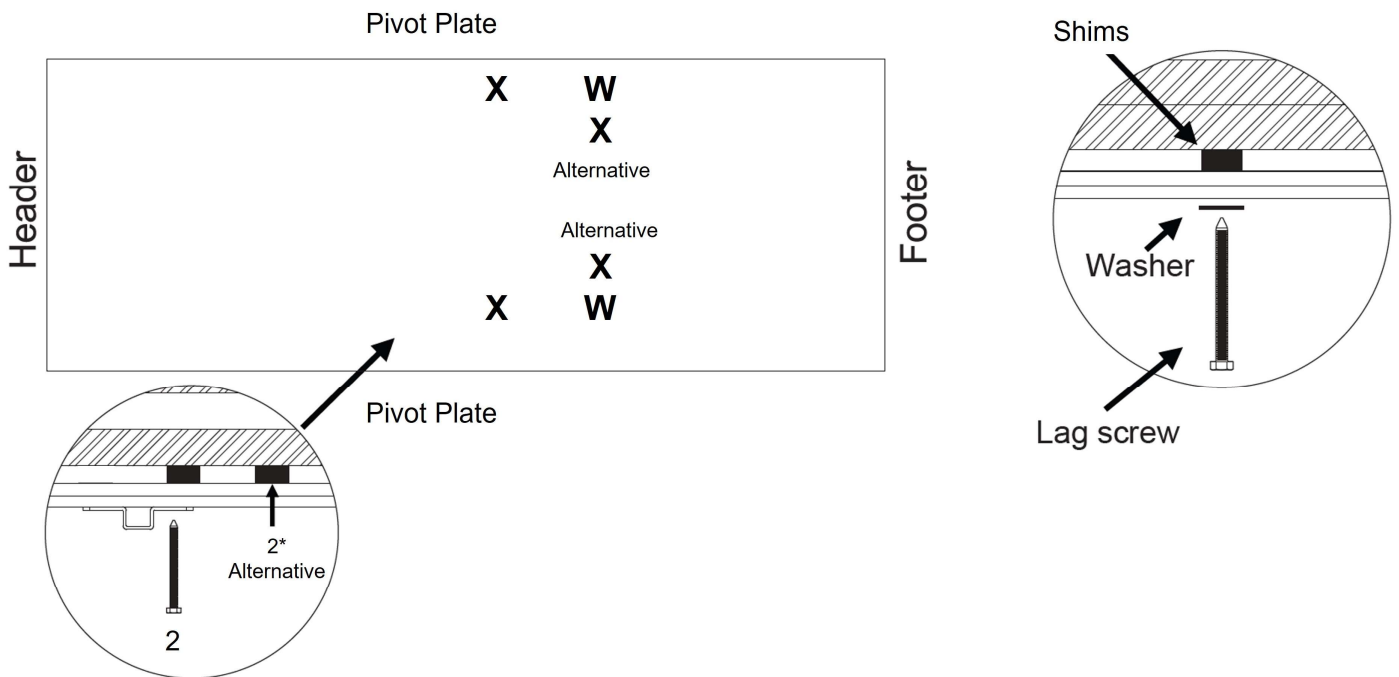 Pivot Plate
Header
X W
X
Alternative
Alternative
X
X W
Footer
Pivot Plate
2*
Alternative
2
Shims
Washer
Lag screw